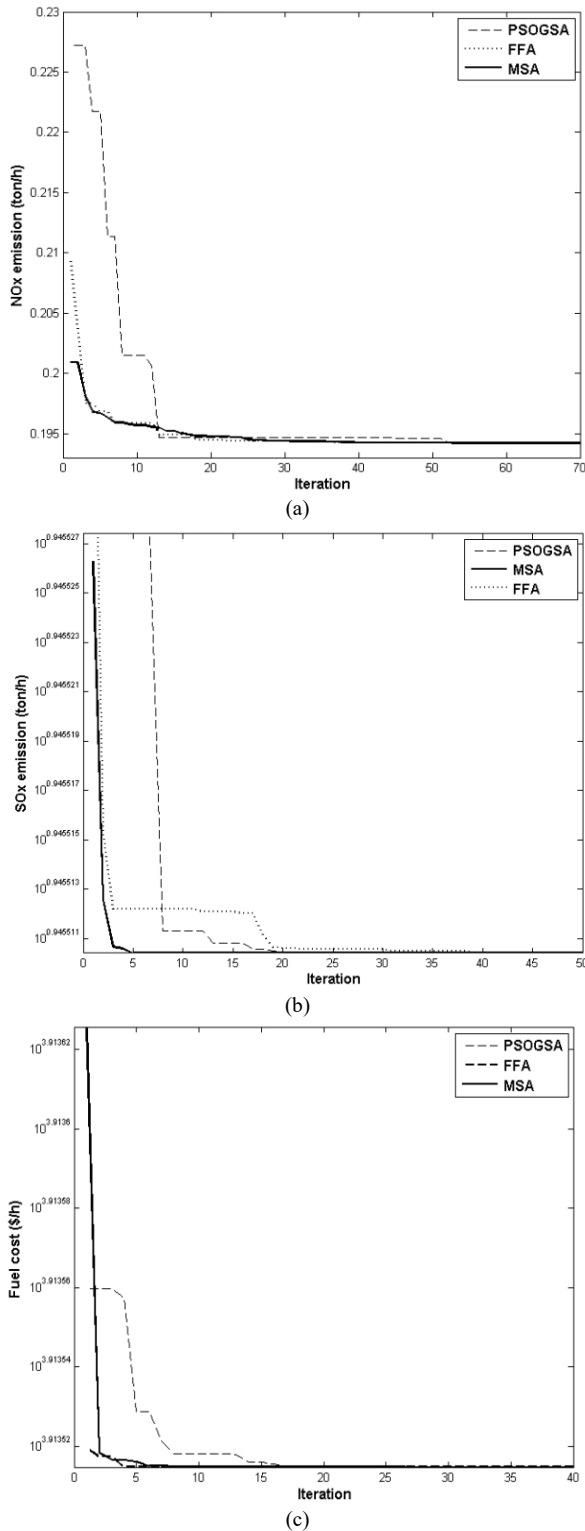 0.23
0.225
0.22
0.215
0.21
0.205
0.2
0.195
NOx emission (ton/h)
PSOGSA
FFA
MSA
0 10 20 30 40 50 60 70
Iteration
(a)
10^0.945527
10^0.945525
10^0.945523
10^0.945521
10^0.945519
10^0.945517
10^0.945515
10^0.945513
10^0.945511
SOx emission (ton/h)
PSOGSA
MSA
FFA
0 5 10 15 20 25 30 35 40 45 50
Iteration
(b)
10^3.91362
10^3.9136
10^3.91358
10^3.91356
10^3.91354
10^3.91352
Fuel cost ($/h)
PSOGSA
FFA
MSA
0 5 10 15 20 25 30 35 40
Iteration
(c)